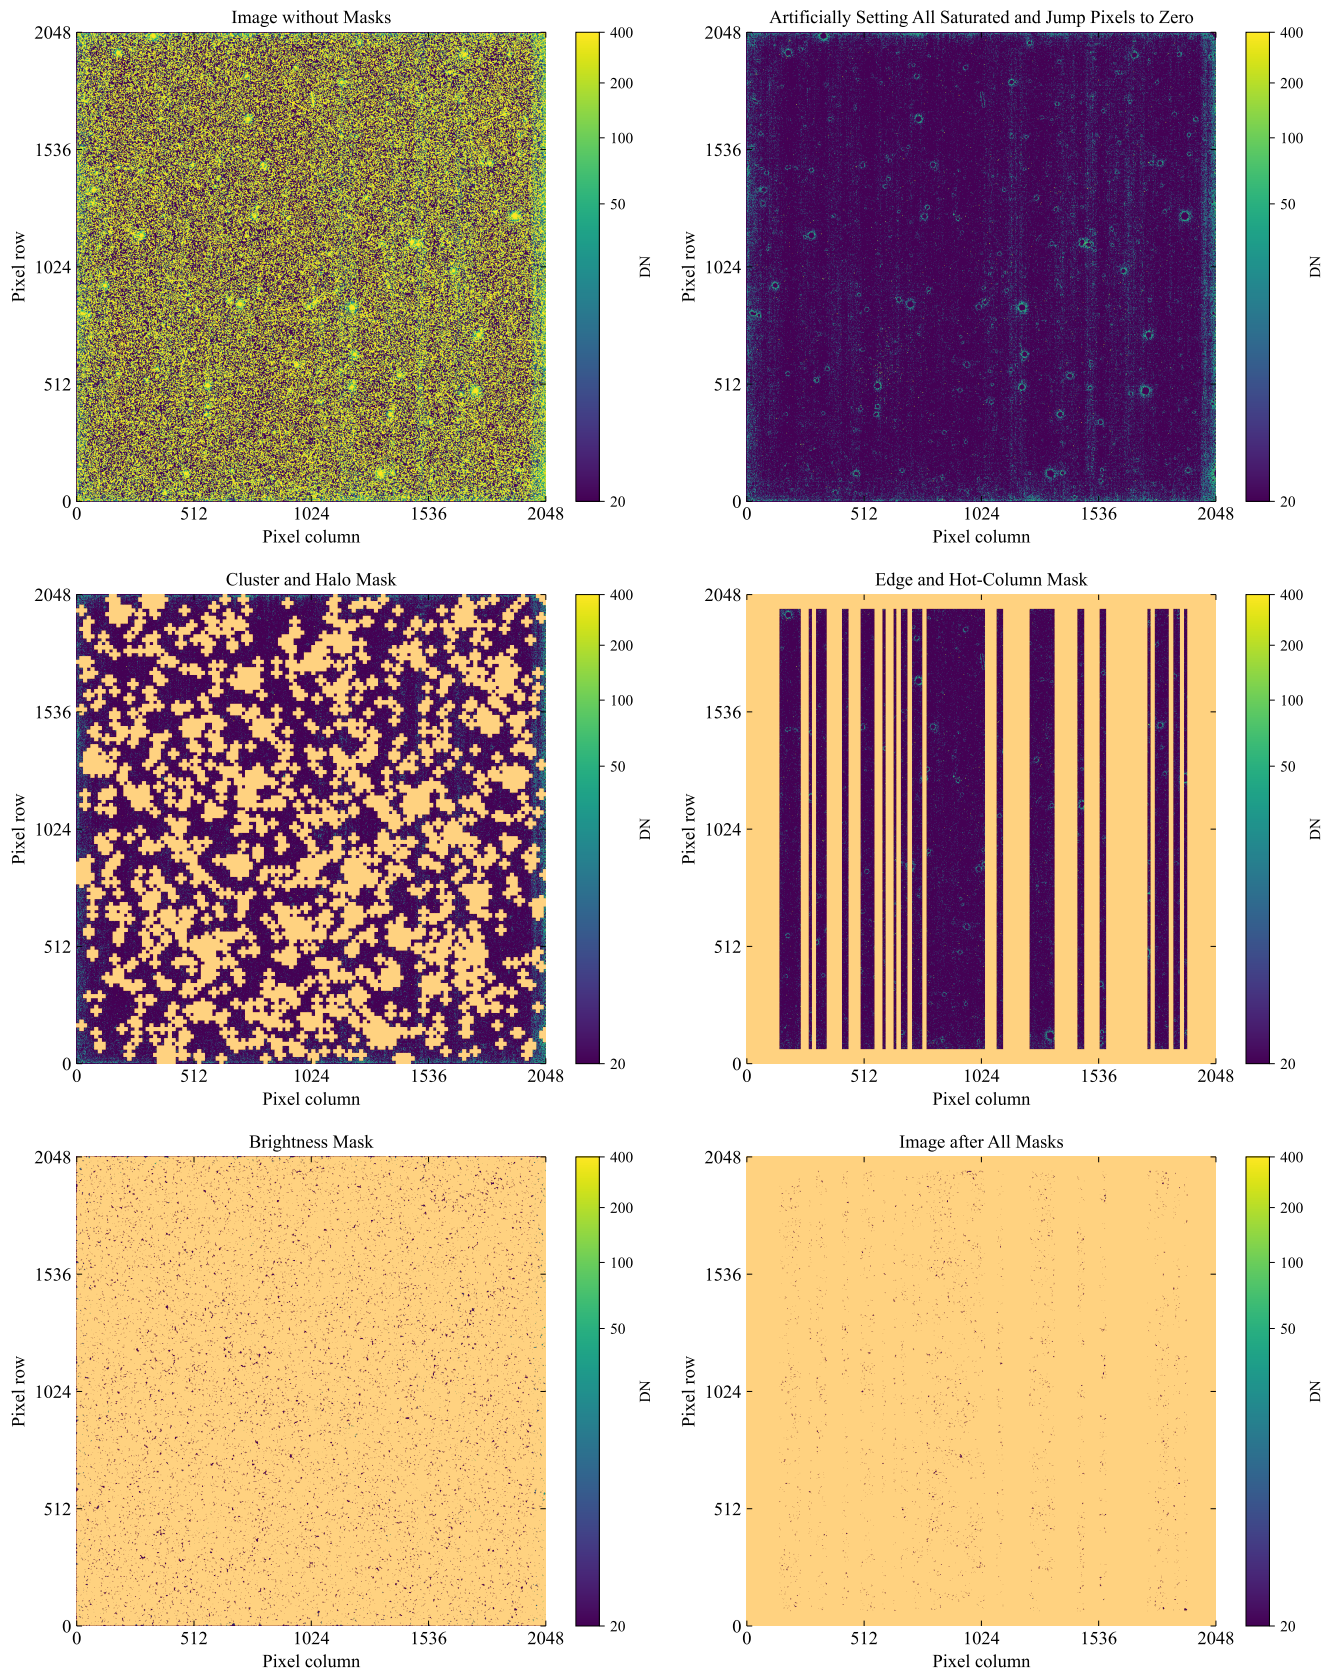 Image without Masks
2048
1536
1024
512
0
0 512 1024 1536 2048
Pixel row
Pixel column
400
200
100
50
20
DN
Artificially Setting All Saturated and Jump Pixels to Zero
2048
1536
1024
512
0
0 512 1024 1536 2048
Pixel row
Pixel column
400
200
100
50
20
DN
Cluster and Halo Mask
2048
1536
1024
512
0
0 512 1024 1536 2048
Pixel row
Pixel column
400
200
100
50
20
DN
Edge and Hot-Column Mask
2048
1536
1024
512
0
0 512 1024 1536 2048
Pixel row
Pixel column
400
200
100
50
20
DN
Brightness Mask
2048
1536
1024
512
0
0 512 1024 1536 2048
Pixel row
Pixel column
400
200
100
50
20
DN
Image after All Masks
2048
1536
1024
512
0
0 512 1024 1536 2048
Pixel row
Pixel column
400
200
100
50
20
DN